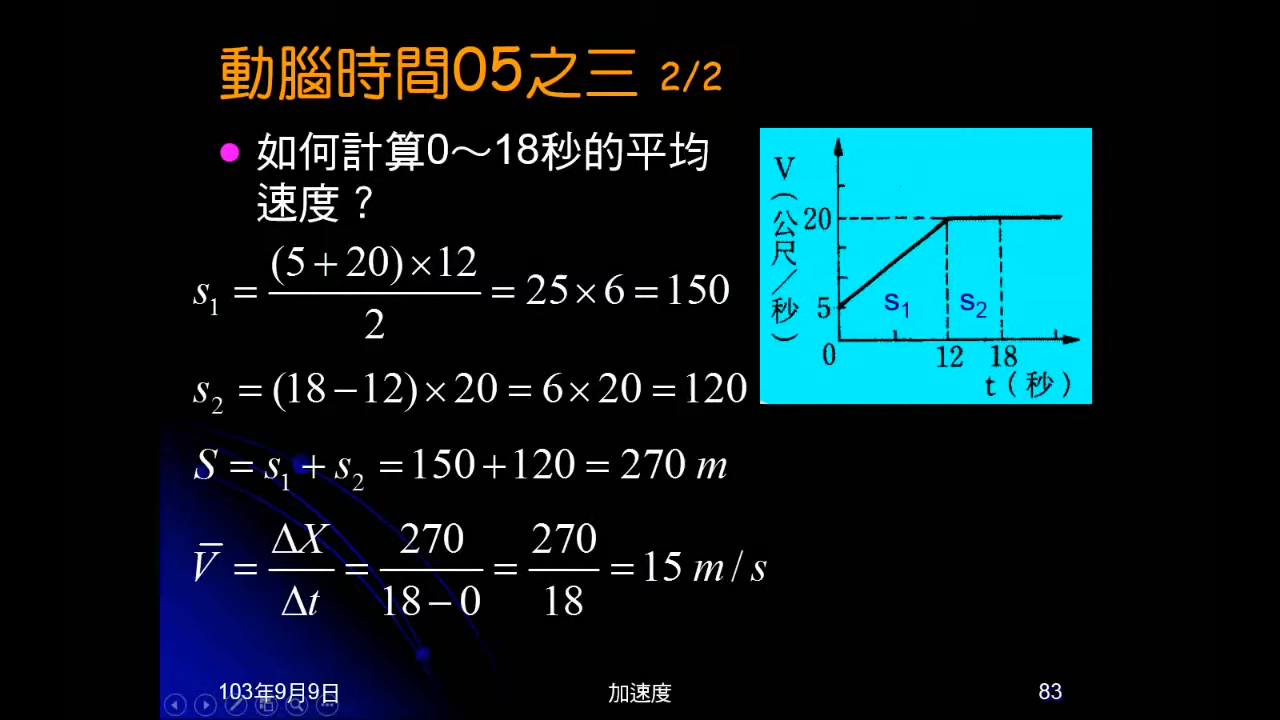 動腦時間05之三 2/2
如何計算0～18秒的平均
速度？
s₁ = (5+20)×12 / 2 = 25×6 = 150
s₂ = (18−12)×20 = 6×20 = 120
S = s₁ + s₂ = 150+120 = 270 m
V̅ = ΔX / Δt = 270 / 18−0 = 270 / 18 = 15 m/s
V（公尺/秒）
20
5
0
s₁ s₂
12 18
t（秒）
103年9月9日
加速度
83